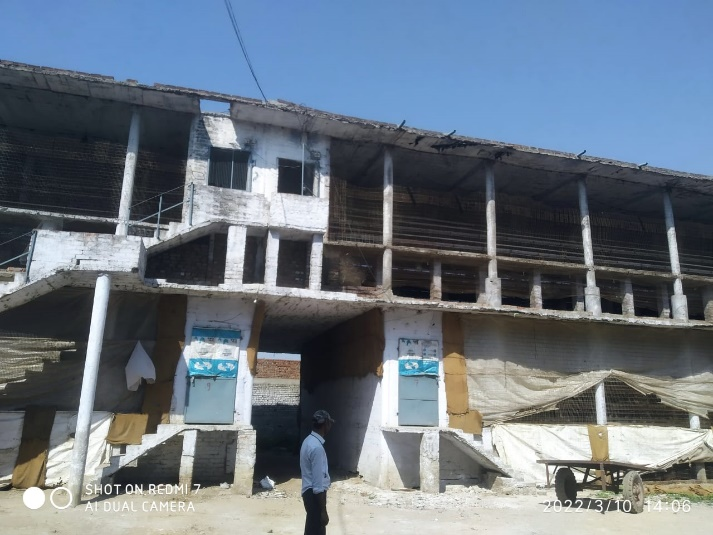 SHOT ON REDMI 7
AI DUAL CAMERA
2022/3/10 14:06